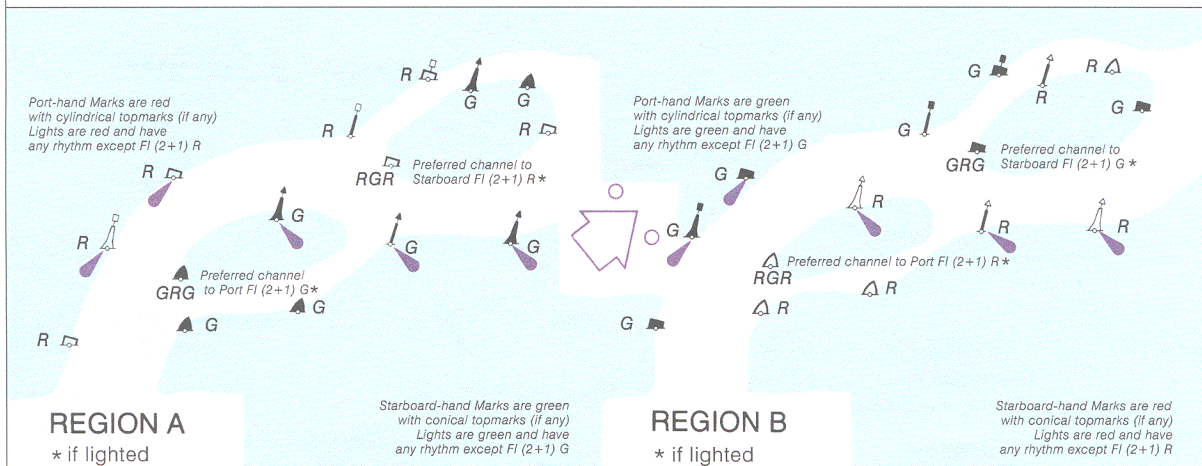 Port-hand Marks are red
with cylindrical topmarks (if any)
Lights are red and have
any rhythm except Fl (2+1) R
R
G
G
R
R
RGR
Preferred channel to
Starboard Fl (2+1) R *
R
G
R
G
G
Preferred channel
to Port Fl (2+1) G*
GRG
G
G
R
REGION A
* if lighted
Starboard-hand Marks are green
with conical topmarks (if any)
Lights are green and have
any rhythm except Fl (2+1) G
Port-hand Marks are green
with cylindrical topmarks (if any)
Lights are green and have
any rhythm except Fl (2+1) G
G
R
R
G
G
GRG
Preferred channel to
Starboard Fl (2+1) G *
G
R
G
R
R
Preferred channel to Port Fl (2+1) R*
RGR
R
R
G
REGION B
* if lighted
Starboard-hand Marks are red
with conical topmarks (if any)
Lights are red and have
any rhythm except Fl (2+1) R